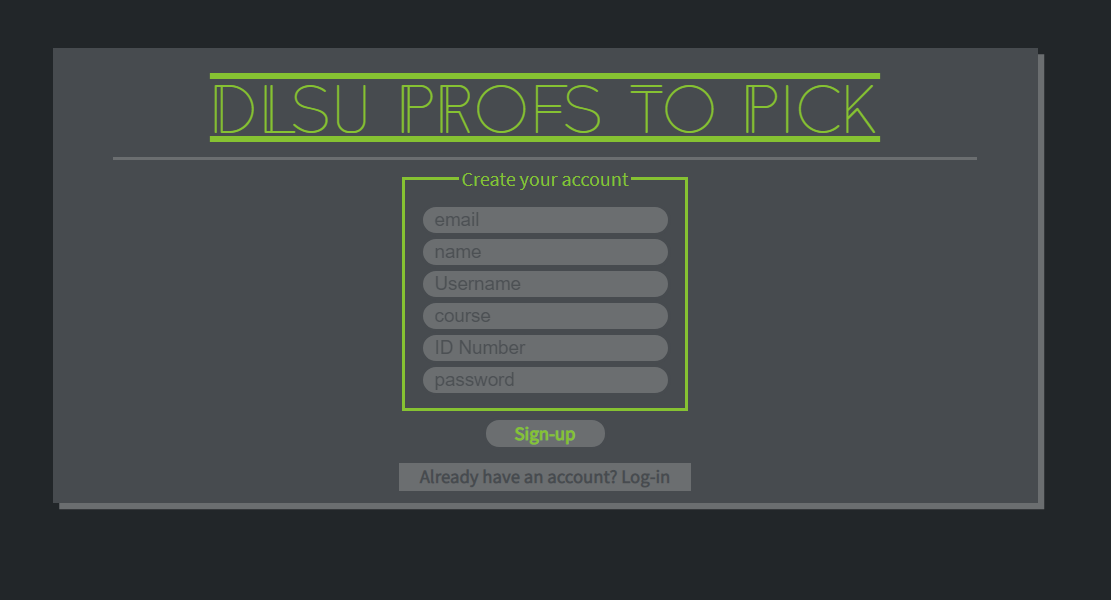 DLSU PROFS TO PICK
Create your account
email
name
Username
course
ID Number
password
Sign-up
Already have an account? Log-in